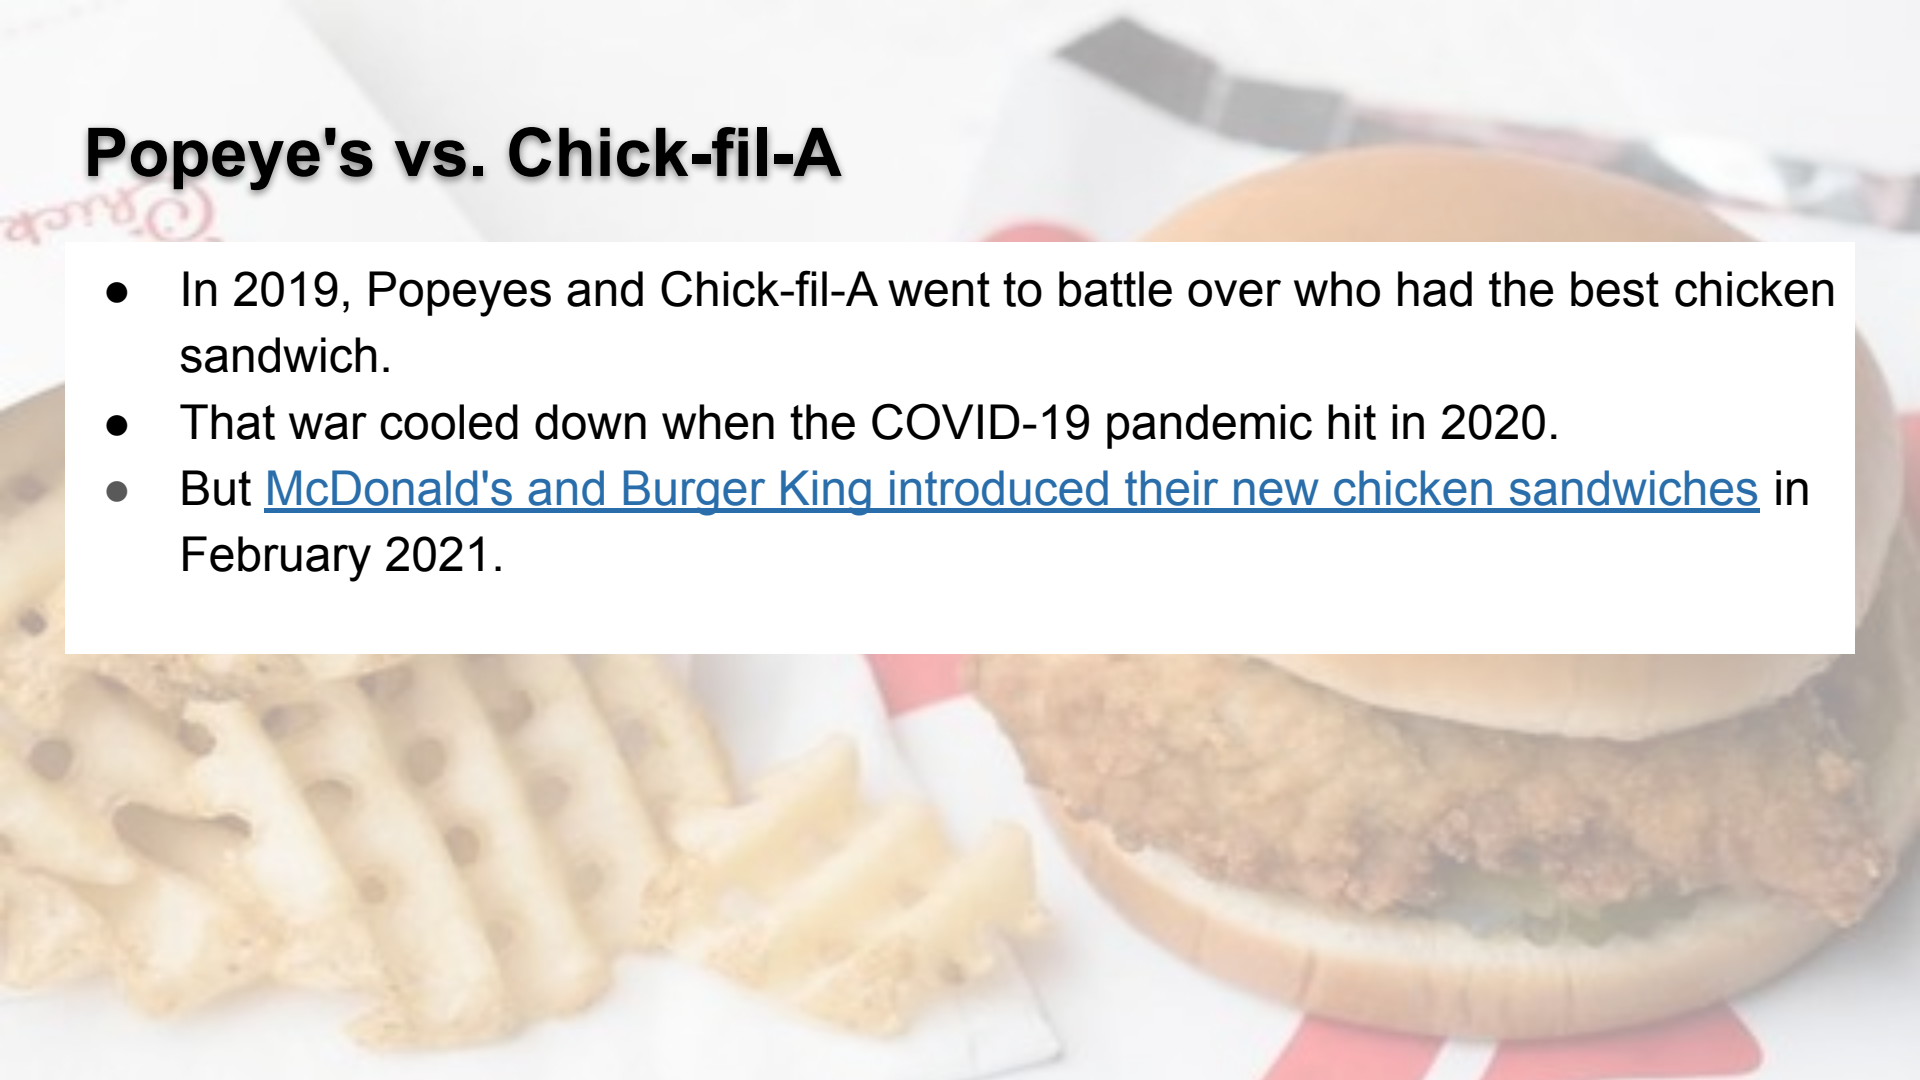 Popeye's vs. Chick-fil-A
Chick
● In 2019, Popeyes and Chick-fil-A went to battle over who had the best chicken
sandwich.
● That war cooled down when the COVID-19 pandemic hit in 2020.
● But McDonald's and Burger King introduced their new chicken sandwiches in
February 2021.